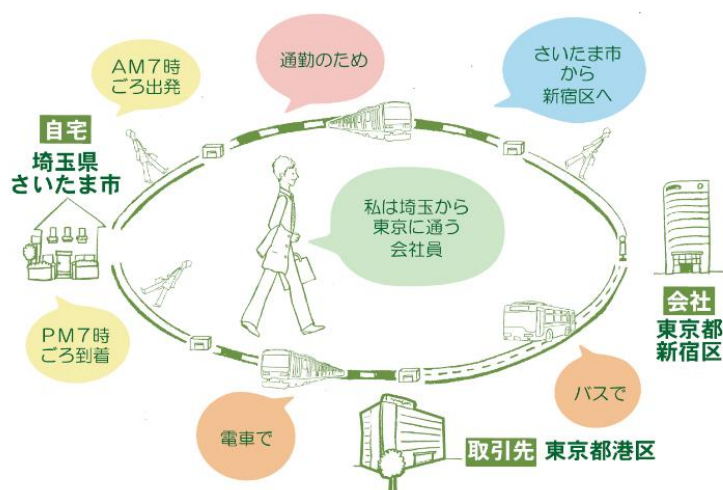 AM7時
ごろ出発
通勤のため
さいたま市
から
新宿区へ
自宅
埼玉県
さいたま市
私は埼玉から
東京に通う
会社員
会社
東京都
新宿区
PM7時
ごろ到着
電車で
バスで
取引先 東京都港区